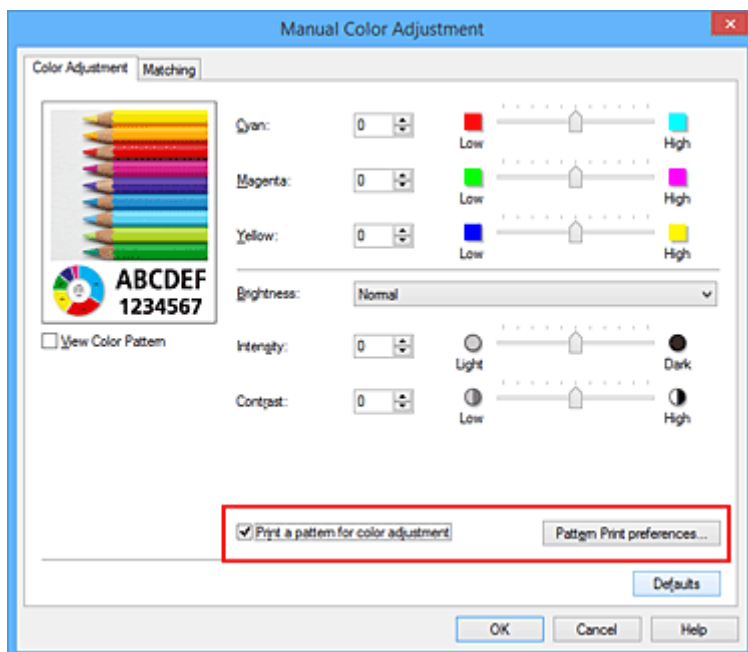 Manual Color Adjustment
Color Adjustment Matching
Cyan: 0 Low High
Magenta: 0 Low High
Yellow: 0 Low High
ABCDEF
1234567
View Color Pattern
Brightness: Normal
Intensity: 0 Light Dark
Contrast: 0 Low High
Print a pattern for color adjustment Pattern Print preferences...
Defaults
OK Cancel Help